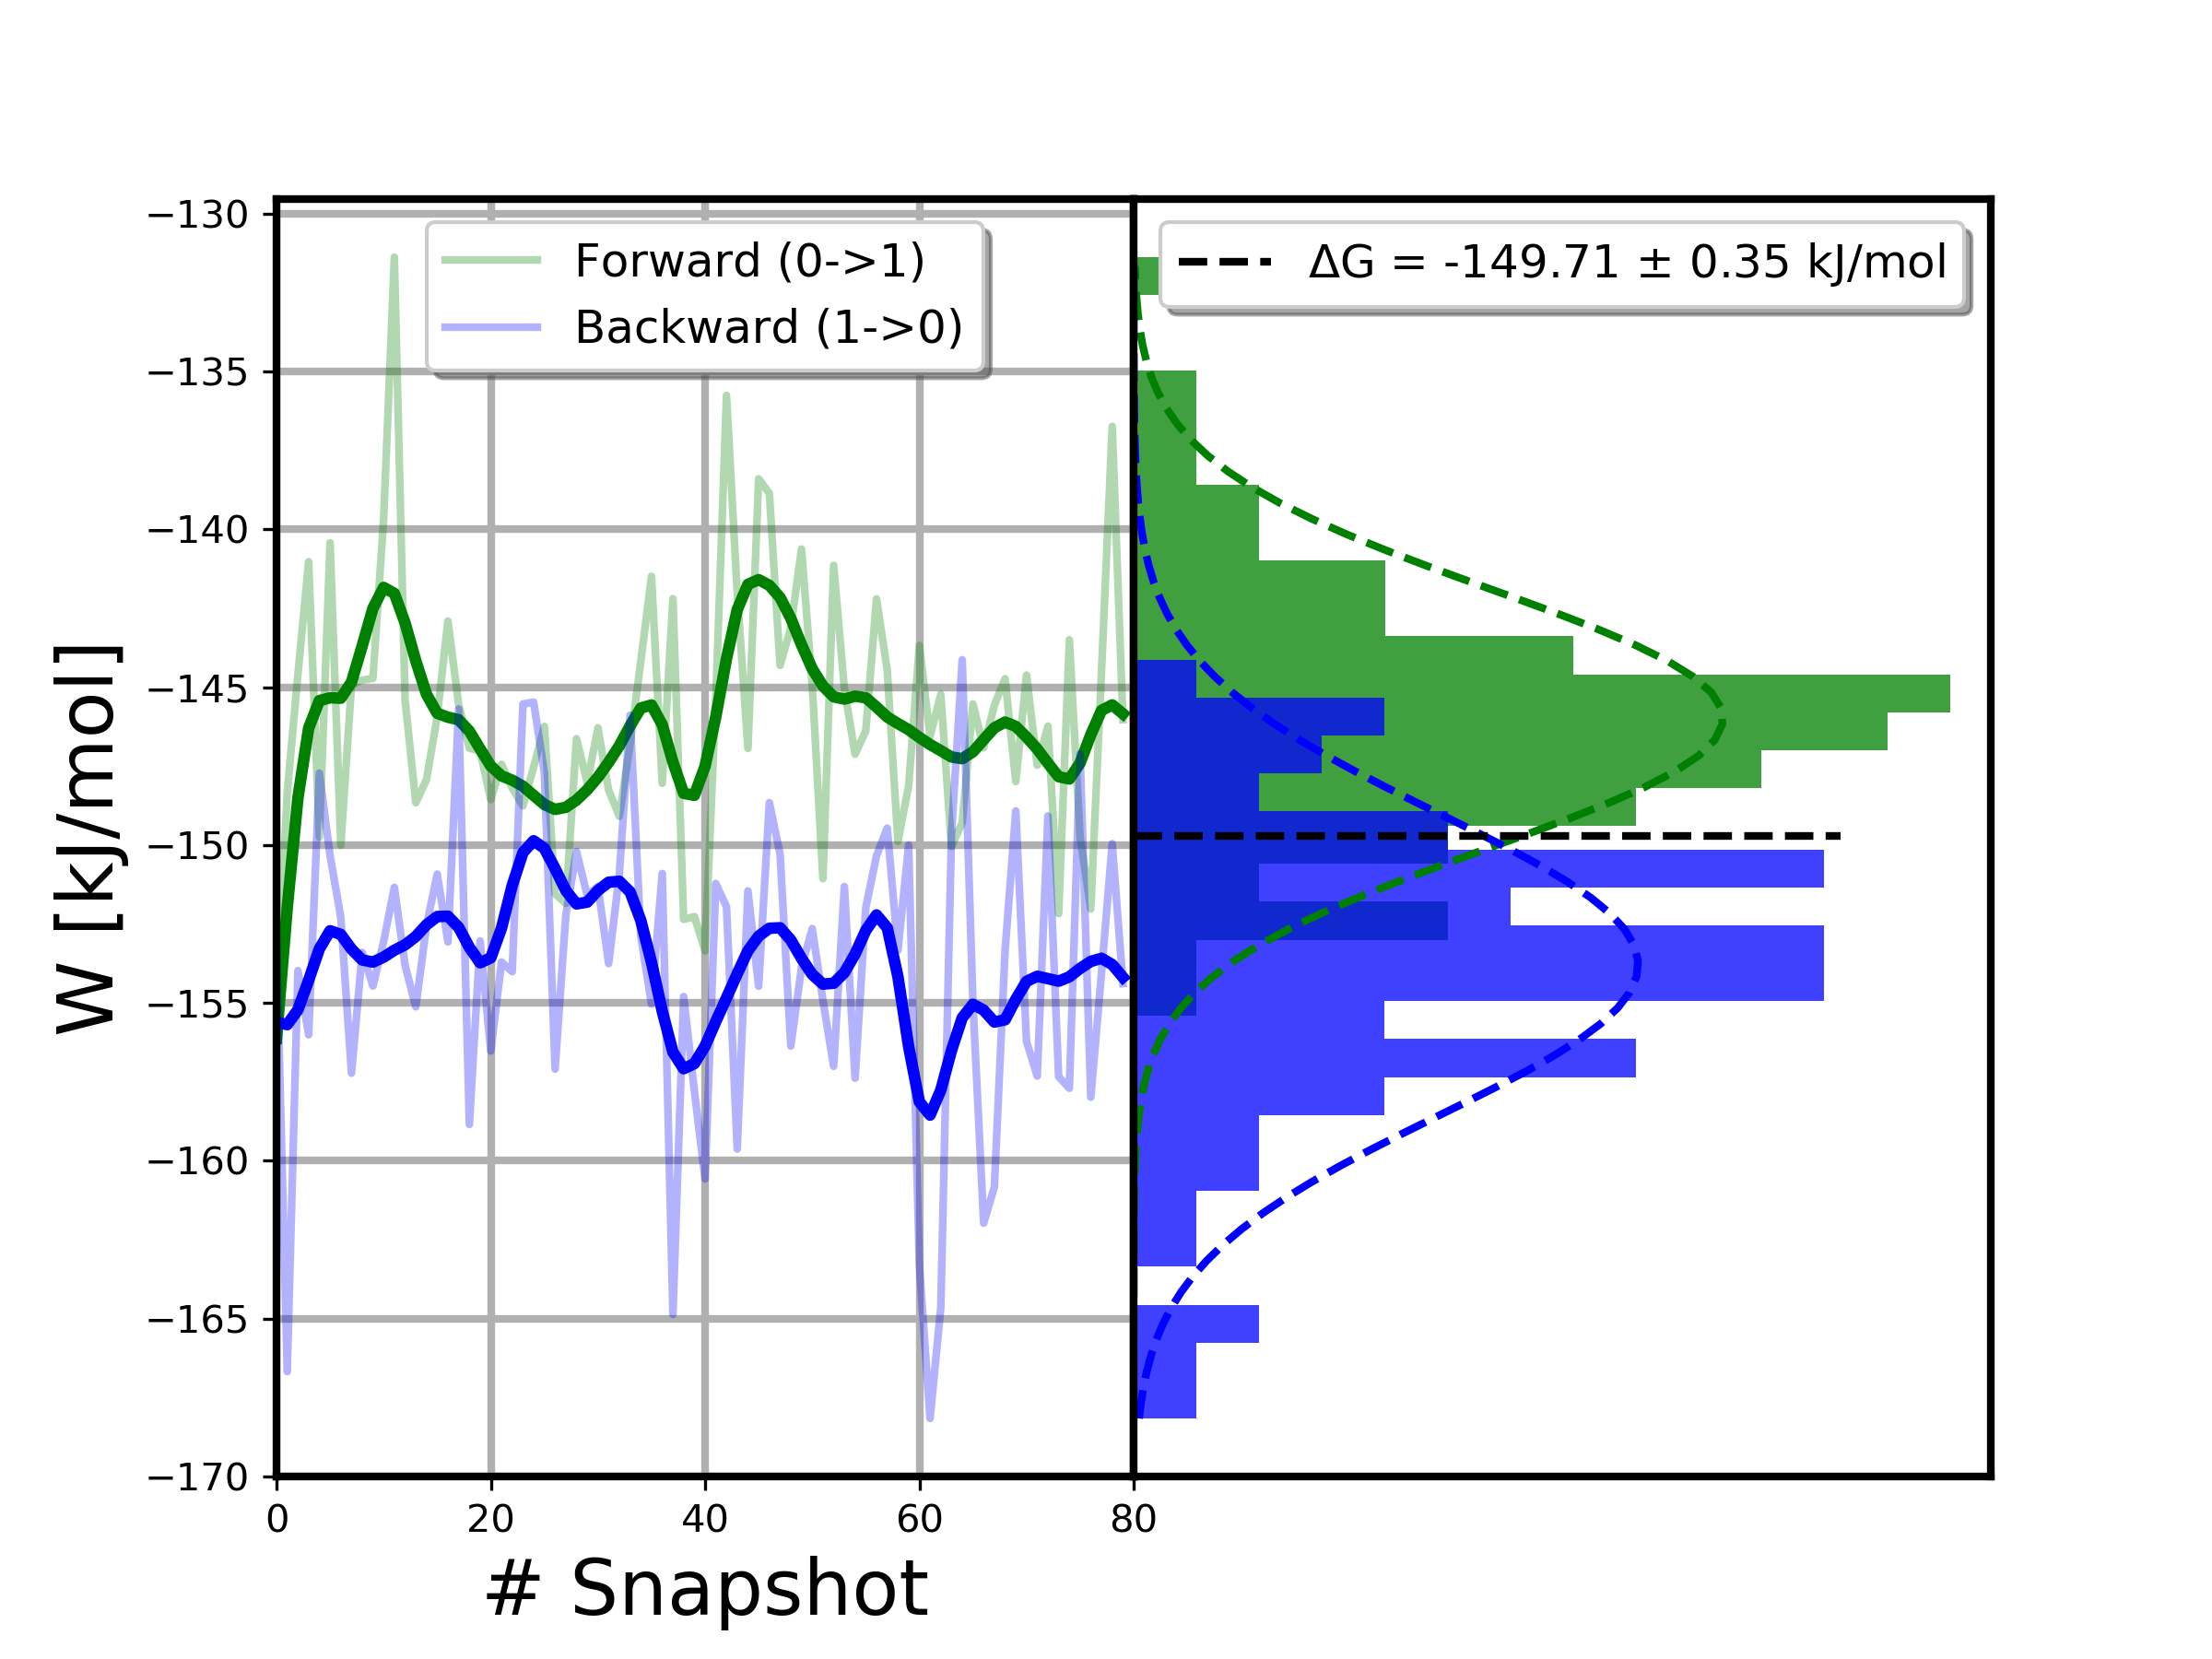 −130
−135
−140
−145
−150
−155
−160
−165
−170
W [kJ/mol]
0 20 40 60 80
# Snapshot
Forward (0->1)
Backward (1->0)
ΔG = -149.71 ± 0.35 kJ/mol